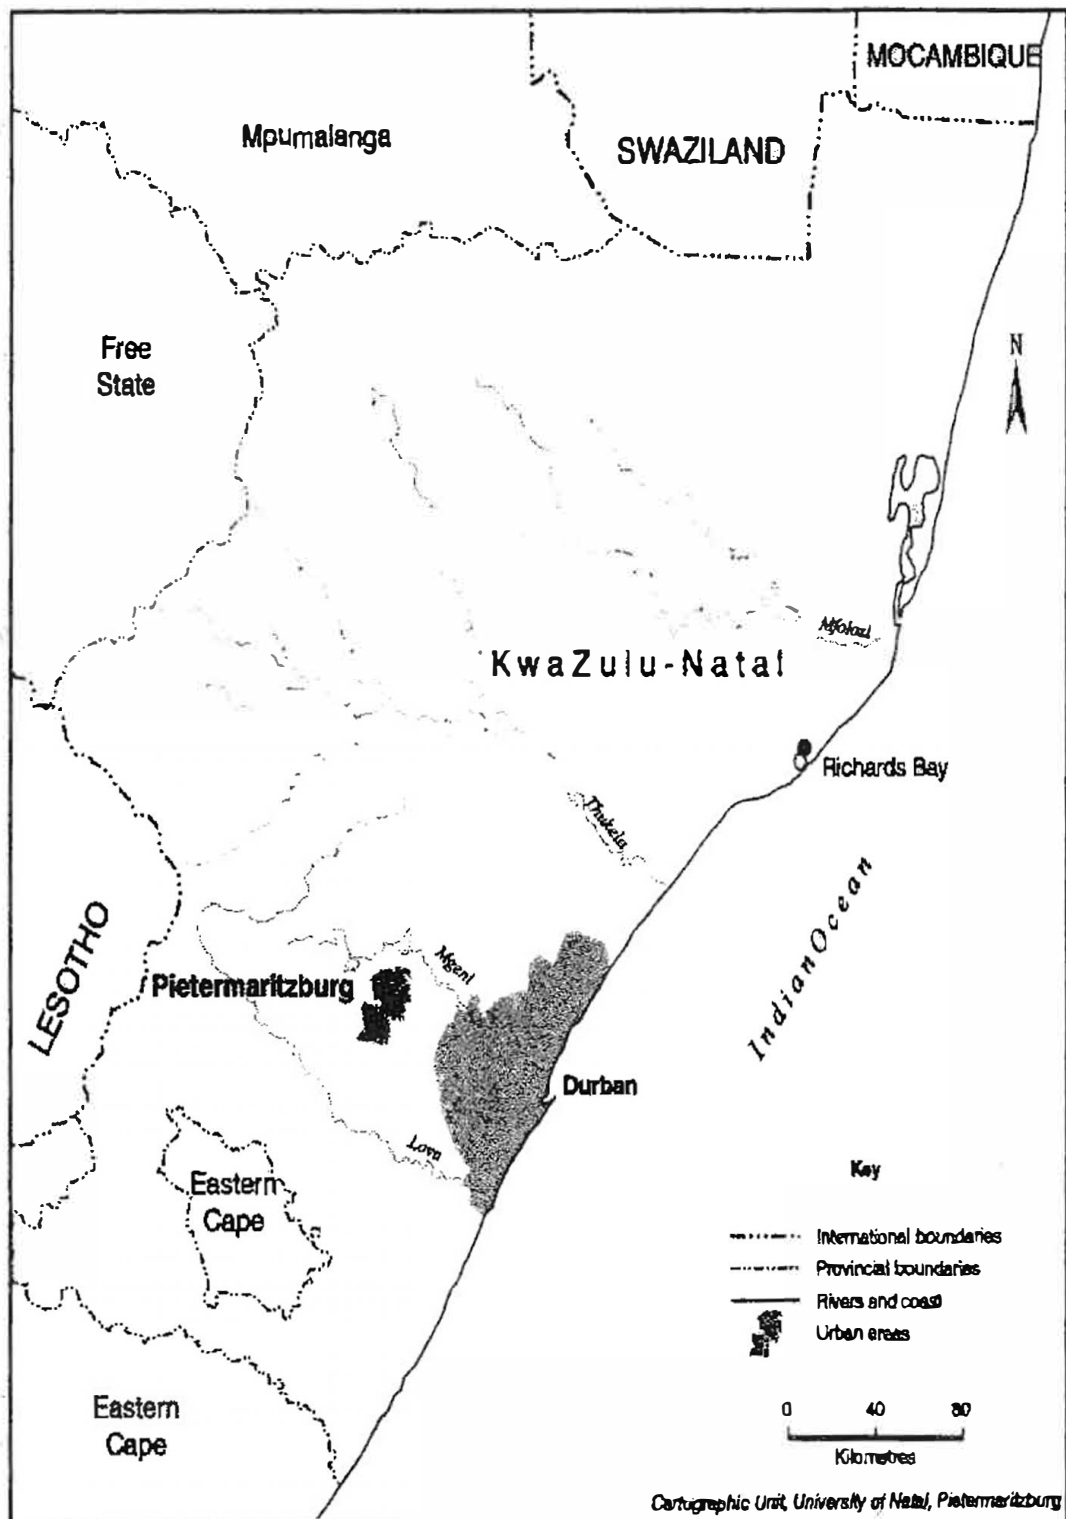 MOCAMBIQUE
Mpumalanga
SWAZILAND
Free
State
N
Mfolozi
KwaZulu-Natal
Richards Bay
Thukela
Indian Ocean
LESOTHO
Mgeni
Pietermaritzburg
Durban
Lovu
Eastern
Cape
Key
International boundaries
Provincial boundaries
Rivers and coast
Urban areas
Eastern
Cape
0 40 80
Kilometres
Cartographic Unit, University of Natal, Pietermaritzburg